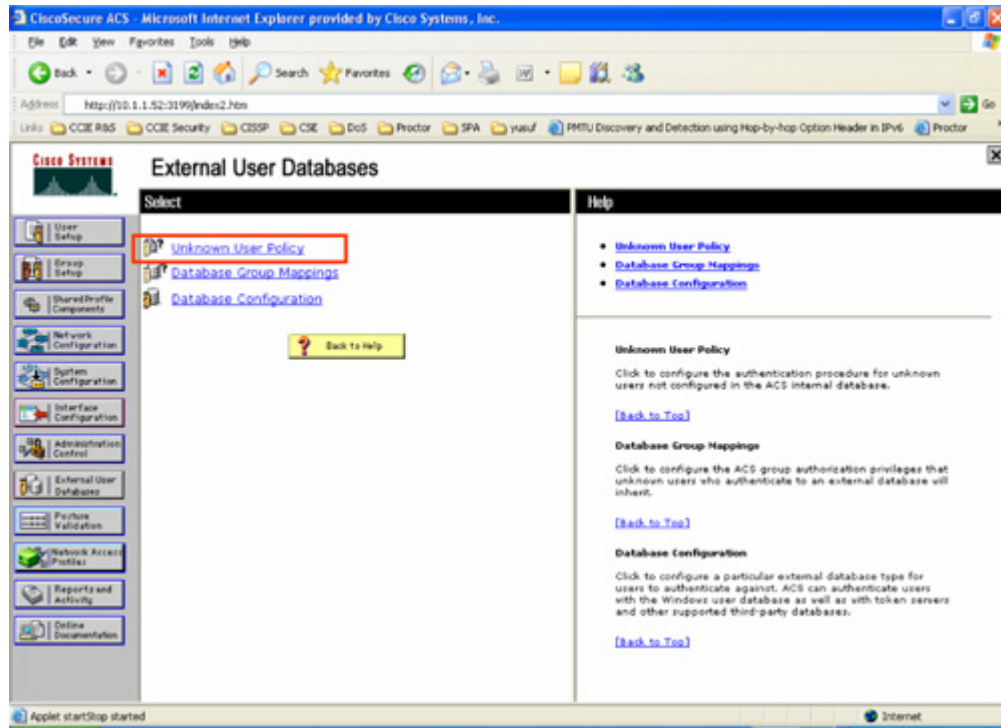 CiscoSecure ACS - Microsoft Internet Explorer provided by Cisco Systems, Inc.
File Edit View Favorites Tools Help
Back Search Favorites
Address http://10.1.1.52:3199/index2.htm Go
Links CCIE R&S CCIE Security CISSP CSE DoS Proctor SPA yusuf PMTU Discovery and Detection using Hop-by-hop Option Header in IPv6 Proctor
CISCO SYSTEMS
External User Databases
Select
Help
User
Setup
Group
Setup
Shared Profile
Components
Network
Configuration
System
Configuration
Interface
Configuration
Administration
Control
External User
Databases
Posture
Validation
Network Access
Profiles
Reports and
Activity
Online
Documentation
Unknown User Policy
Database Group Mappings
Database Configuration
Back to Help
Unknown User Policy
Database Group Mappings
Database Configuration
Unknown User Policy
Click to configure the authentication procedure for unknown
users not configured in the ACS internal database.
[Back to Top]
Database Group Mappings
Click to configure the ACS group authorization privileges that
unknown users who authenticate to an external database will
inherit.
[Back to Top]
Database Configuration
Click to configure a particular external database type for
users to authenticate against. ACS can authenticate users
with the Windows user database as well as with token servers
and other supported third-party databases.
[Back to Top]
Applet startStop started
Internet